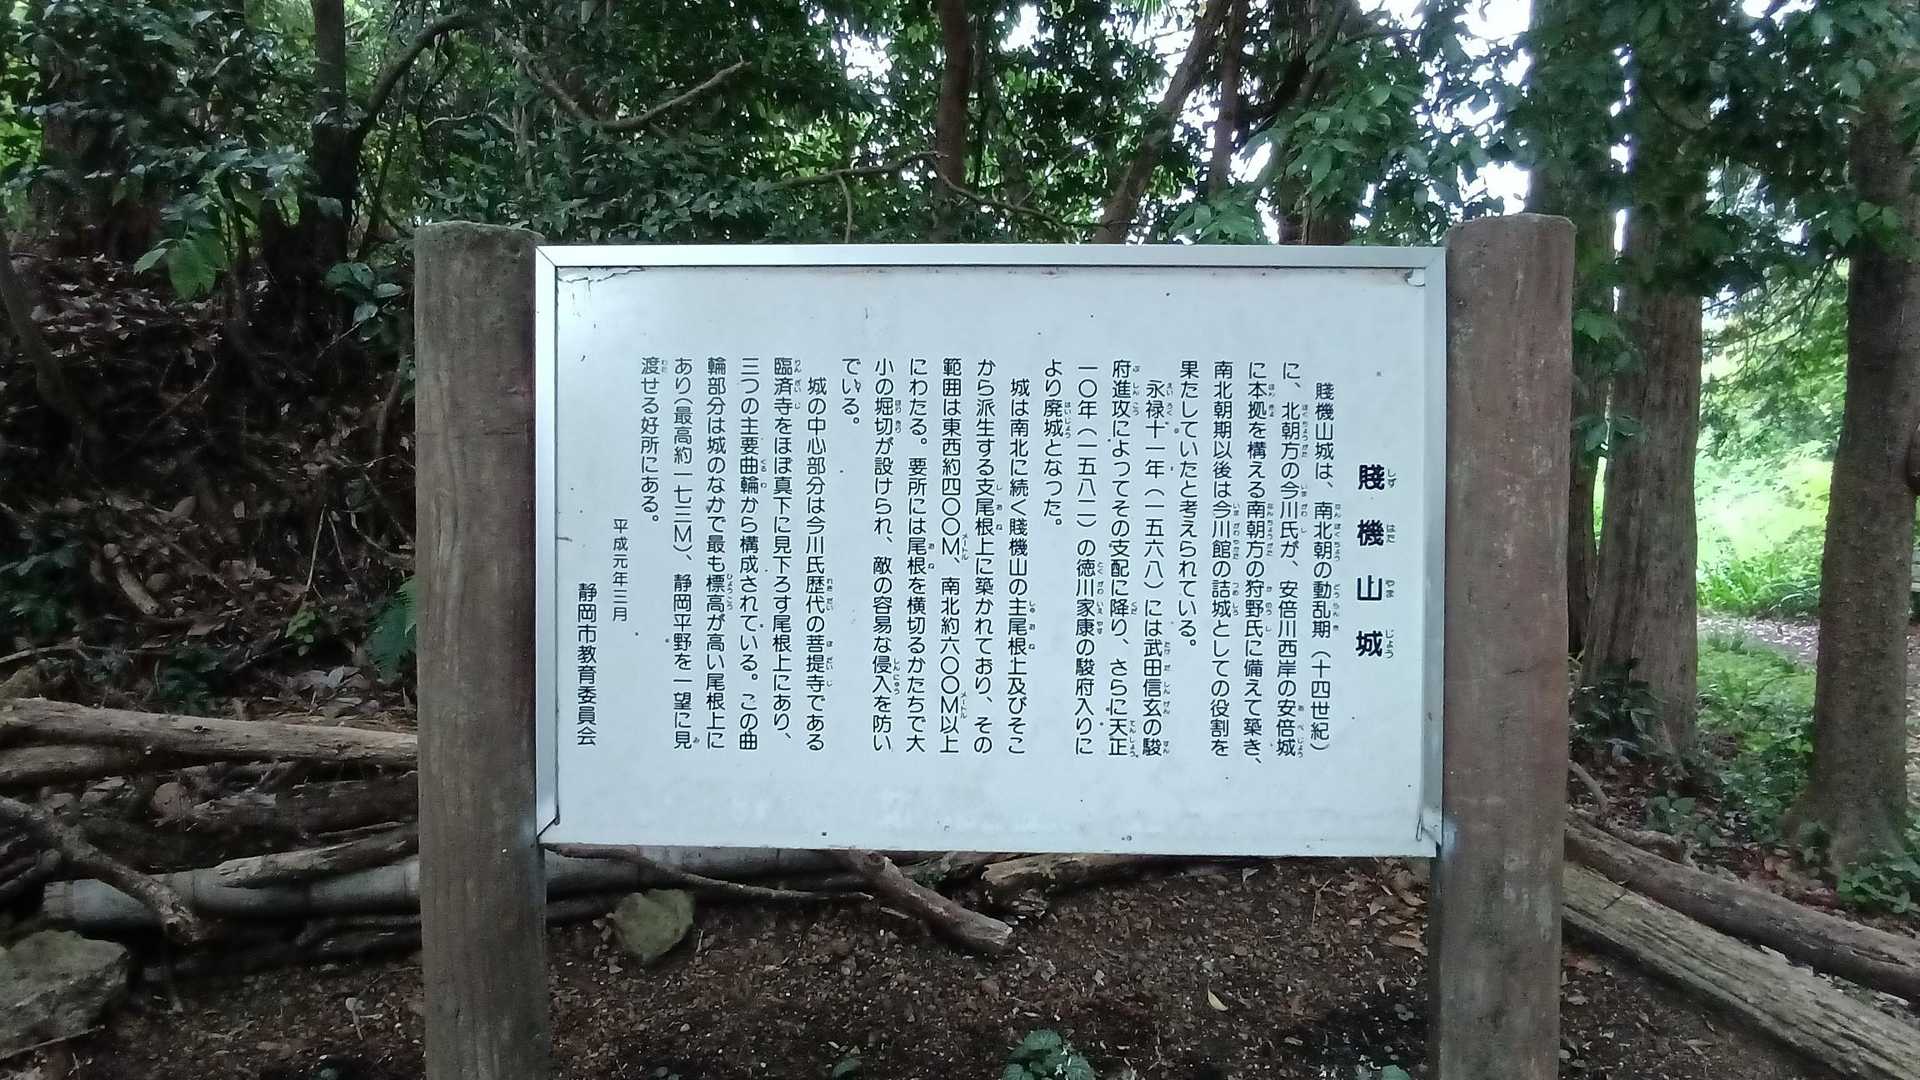 賤機山城
賤機山城は、南北朝の動乱期（十四世紀）
に、北朝方の今川氏が、安倍川西岸の安倍城
に本拠を構える南朝方の狩野氏に備えて築き、
南北朝期以後は今川館の詰城としての役割を
果たしていたと考えられている。
永禄十一年（一五六八）には武田信玄の駿
府進攻によってその支配に降り、さらに天正
一〇年（一五八二）の徳川家康の駿府入りに
より廃城となった。
城は南北に続く賤機山の主尾根上及びそこ
から派生する支尾根上に築かれており、その
範囲は東西約四〇〇M、南北約六〇〇M以上
にわたる。要所には尾根を横切るかたちで大
小の堀切が設けられ、敵の容易な侵入を防い
でいる。
城の中心部分は今川氏歴代の菩提寺である
臨済寺をほぼ真下に見下ろす尾根上にあり、
三つの主要曲輪から構成されている。この曲
輪部分は城のなかで最も標高が高い尾根上に
あり（最高約一七三M）、静岡平野を一望に見
渡せる好所にある。
平成元年三月
静岡市教育委員会